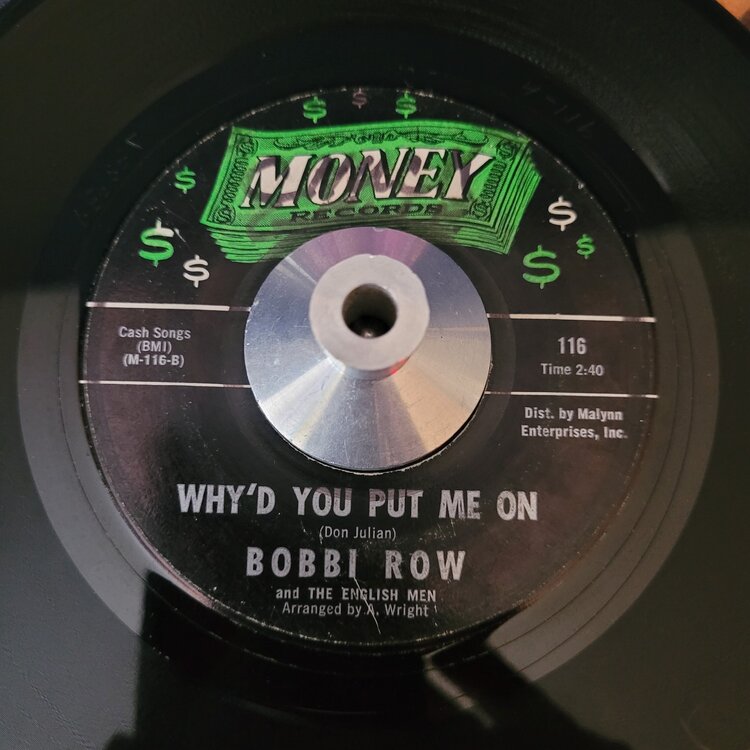 $ $ $
MONEY
RECORDS
$ $ $
$ $ $
Cash Songs
(BMI)
(M-116-B)
116
Time 2:40
Dist. by Malynn
Enterprises, Inc.
WHY'D YOU PUT ME ON
(Don Julian)
BOBBI ROW
and THE ENGLISH MEN
Arranged by A. Wright